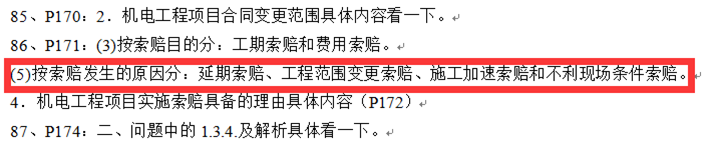 85、P170：2．机电工程项目合同变更范围具体内容看一下。
86、P171：(3)按索赔目的分：工期索赔和费用索赔。
(5)按索赔发生的原因分：延期索赔、工程范围变更索赔、施工加速索赔和不利现场条件索赔。
4．机电工程项目实施索赔具备的理由具体内容（P172）
87、P174：二、问题中的 1.3.4.及解析具体看一下。